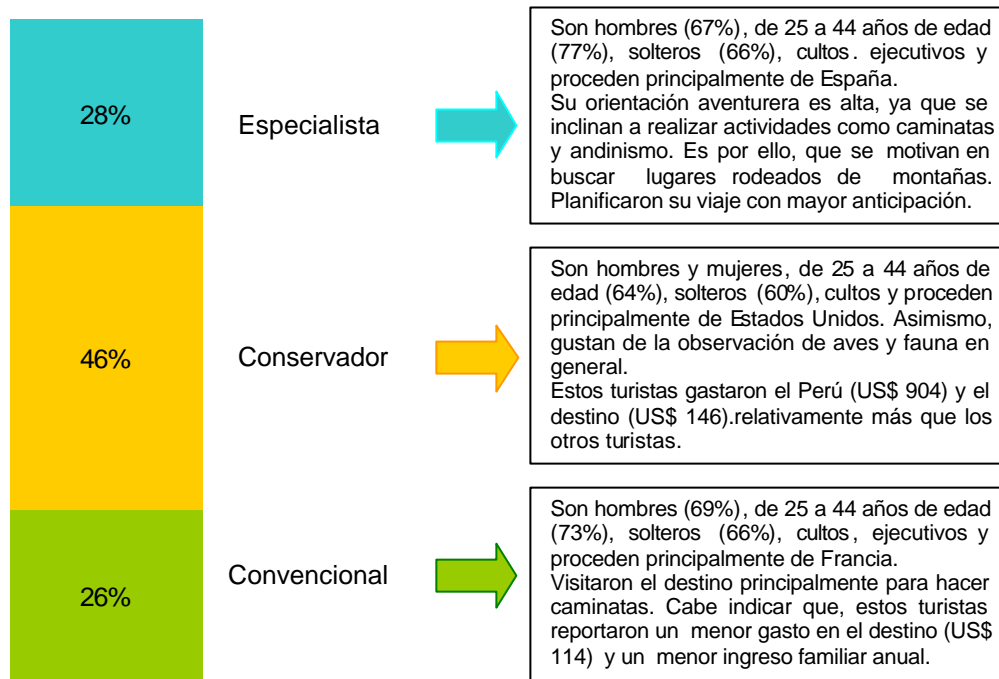 28%
Especialista
Son hombres (67%), de 25 a 44 años de edad
(77%), solteros (66%), cultos. ejecutivos y
proceden principalmente de España.
Su orientación aventurera es alta, ya que se
inclinan a realizar actividades como caminatas
y andinismo. Es por ello, que se motivan en
buscar lugares rodeados de montañas.
Planificaron su viaje con mayor anticipación.
46%
Conservador
Son hombres y mujeres, de 25 a 44 años de
edad (64%), solteros (60%), cultos y proceden
principalmente de Estados Unidos. Asimismo,
gustan de la observación de aves y fauna en
general.
Estos turistas gastaron el Perú (US$ 904) y el
destino (US$ 146).relativamente más que los
otros turistas.
26%
Convencional
Son hombres (69%), de 25 a 44 años de edad
(73%), solteros (66%), cultos, ejecutivos y
proceden principalmente de Francia.
Visitaron el destino principalmente para hacer
caminatas. Cabe indicar que, estos turistas
reportaron un menor gasto en el destino (US$
114) y un menor ingreso familiar anual.